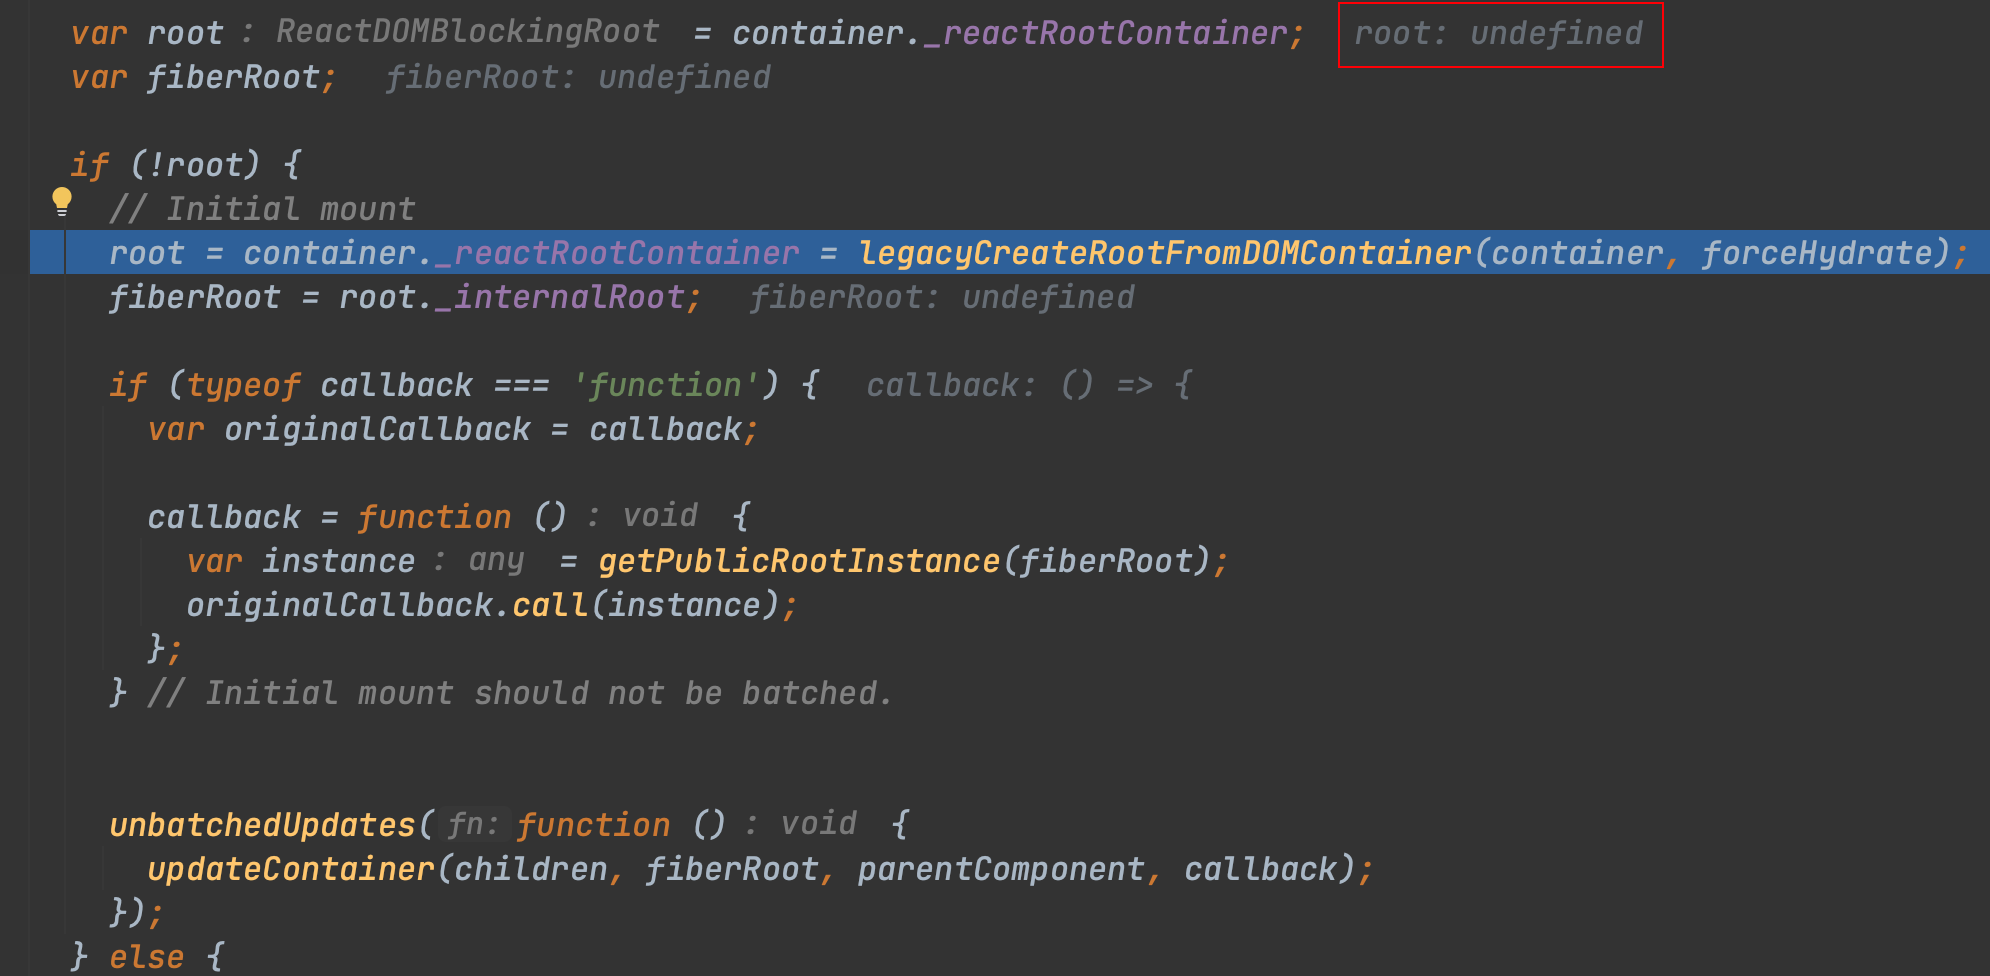 var root : ReactDOMBlockingRoot = container._reactRootContainer; root: undefined
var fiberRoot; fiberRoot: undefined
if (!root) {
// Initial mount
root = container._reactRootContainer = legacyCreateRootFromDOMContainer(container, forceHydrate);
fiberRoot = root._internalRoot; fiberRoot: undefined
if (typeof callback === 'function') { callback: () => {
var originalCallback = callback;
callback = function () : void {
var instance : any = getPublicRootInstance(fiberRoot);
originalCallback.call(instance);
};
} // Initial mount should not be batched.
unbatchedUpdates( fn: function () : void {
updateContainer(children, fiberRoot, parentComponent, callback);
});
} else {